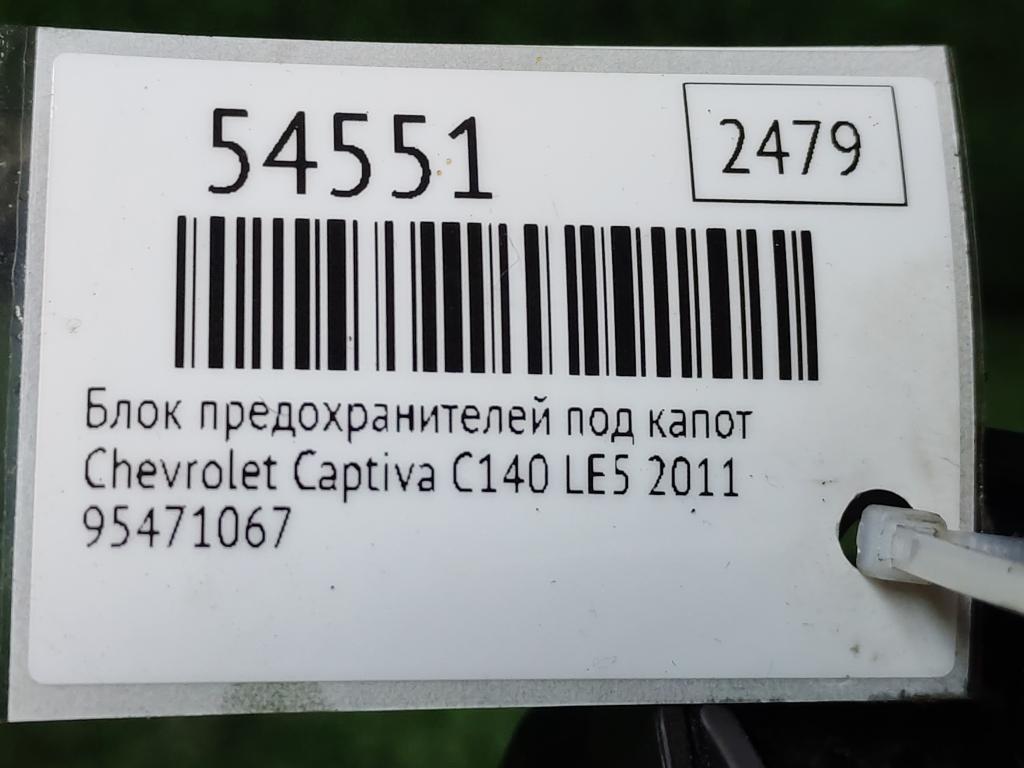 54551
2479
Блок предохранителей под капот
Chevrolet Captiva C140 LE5 2011
95471067